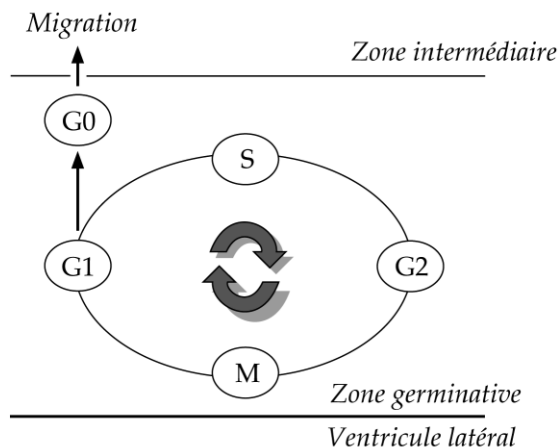 Migration
Zone intermédiaire
G0
S
G1
G2
M
Zone germinative
Ventricule latéral